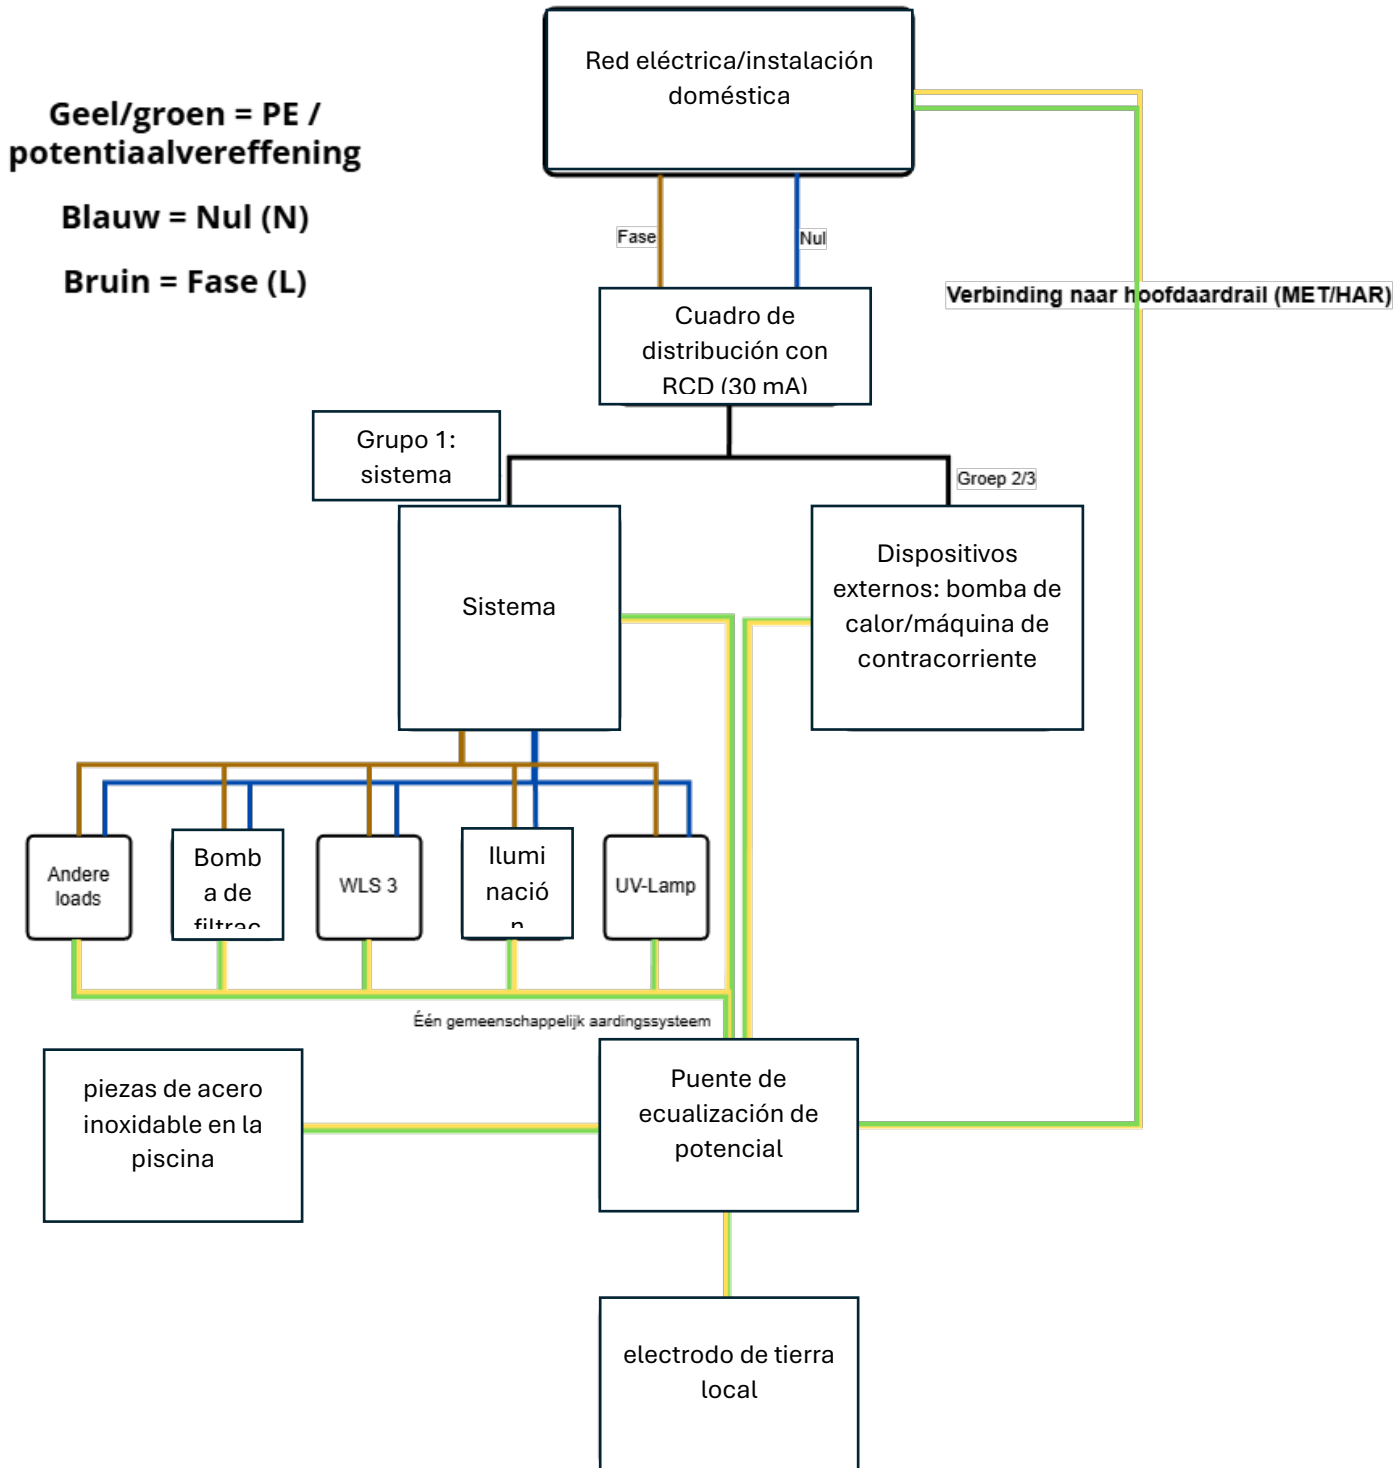 Red eléctrica/instalación
doméstica
Geel/groen = PE /
potentiaalvereffening
Blauw = Nul (N)
Bruin = Fase (L)
Fase
Nul
Verbinding naar hoofdaardrail (MET/HAR)
Cuadro de
distribución con
RCD (30 mA)
Grupo 1:
sistema
Groep 2/3
Sistema
Dispositivos
externos: bomba de
calor/máquina de
contracorriente
Andere
loads
Bomb
a de
filtrac
WLS 3
Ilumi
nació
n
UV-Lamp
Één gemeenschappelijk aardingssysteem
piezas de acero
inoxidable en la
piscina
Puente de
ecualización de
potencial
electrodo de tierra
local